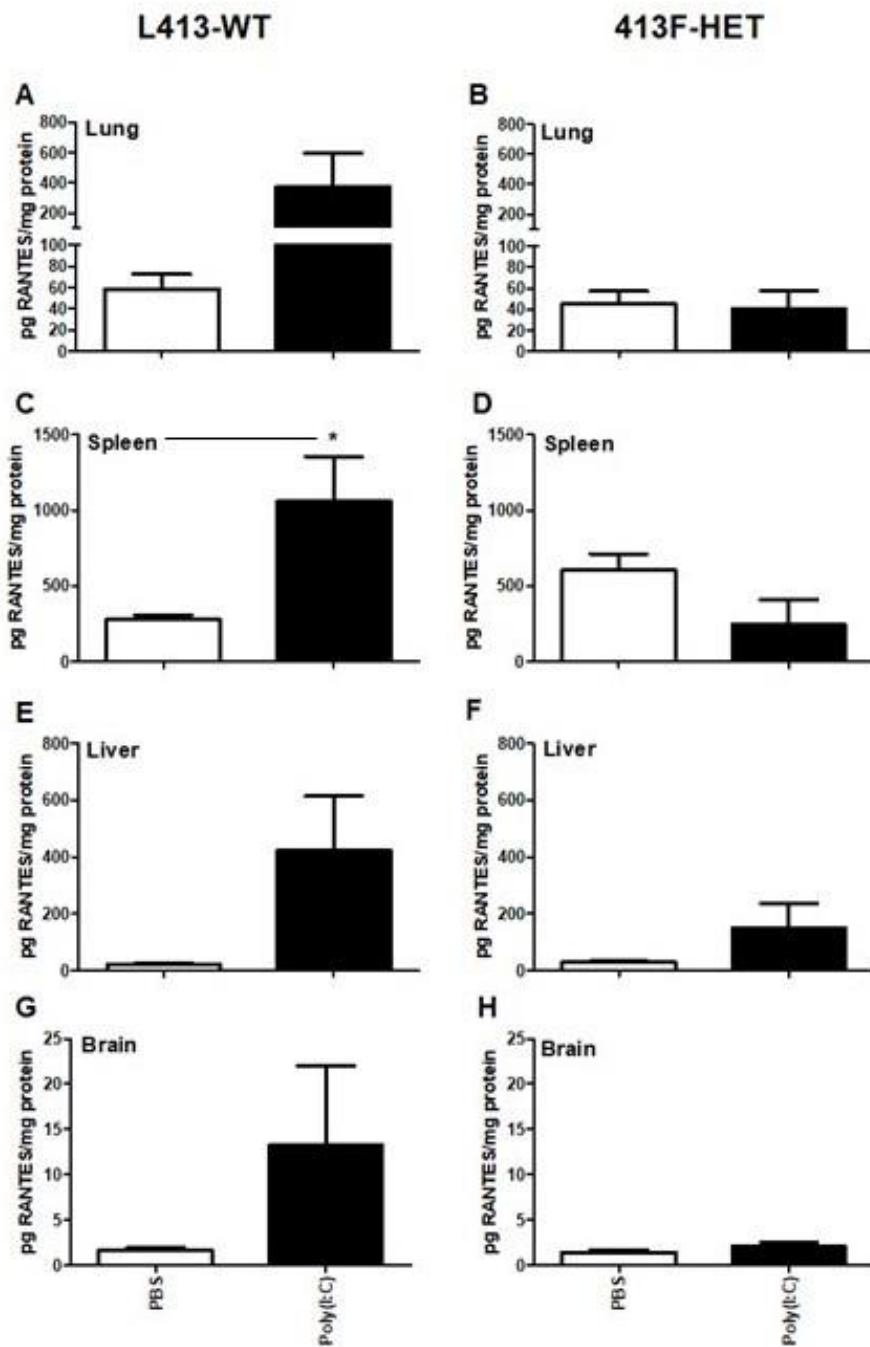 L413-WT 413F-HET
A
Lung
pg RANTES/mg protein
800
600
400
200
100
80
60
40
20
0
B
Lung
pg RANTES/mg protein
800
600
400
200
100
80
60
40
20
0
C
Spleen
*
pg RANTES/mg protein
1500
1000
500
0
D
Spleen
pg RANTES/mg protein
1500
1000
500
0
E
Liver
pg RANTES/mg protein
800
600
400
200
0
F
Liver
pg RANTES/mg protein
800
600
400
200
0
G
Brain
pg RANTES/mg protein
25
20
15
10
5
0
PBS
Poly(I:C)
H
Brain
pg RANTES/mg protein
25
20
15
10
5
0
PBS
Poly(I:C)